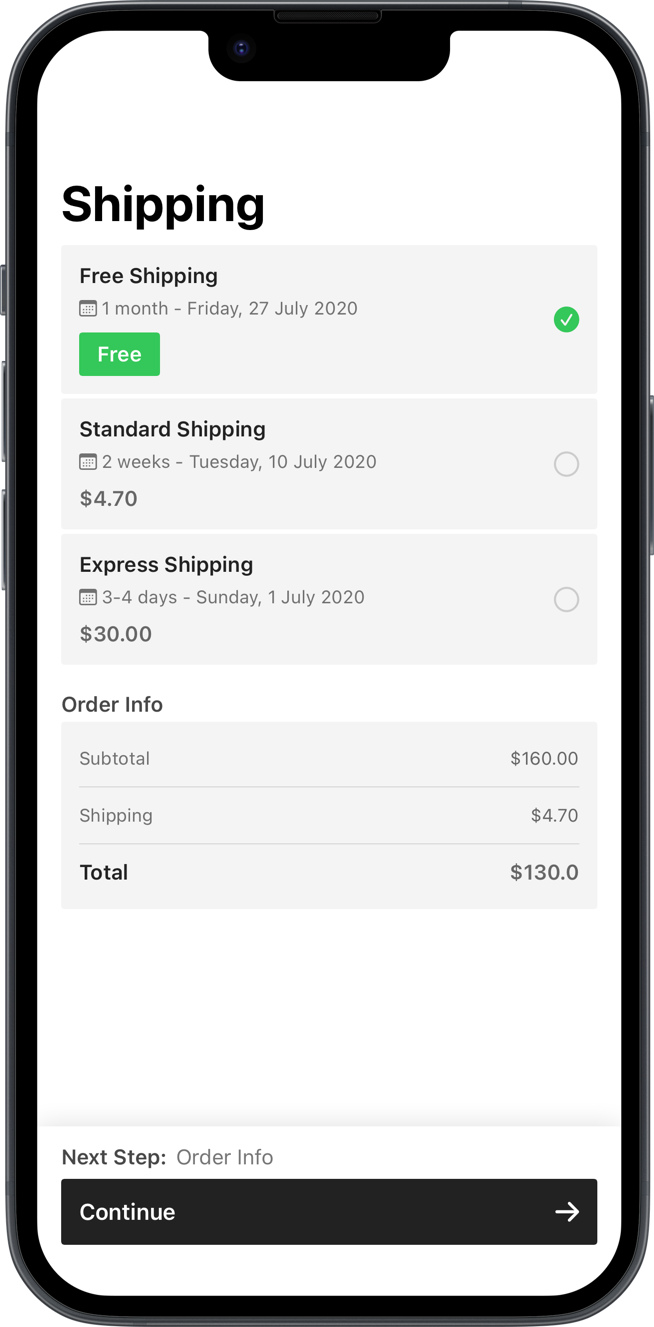 Shipping
Free Shipping
1 month - Friday, 27 July 2020
Free
Standard Shipping
2 weeks - Tuesday, 10 July 2020
$4.70
Express Shipping
3-4 days - Sunday, 1 July 2020
$30.00
Order Info
Subtotal $160.00
Shipping $4.70
Total $130.0
Next Step: Order Info
Continue